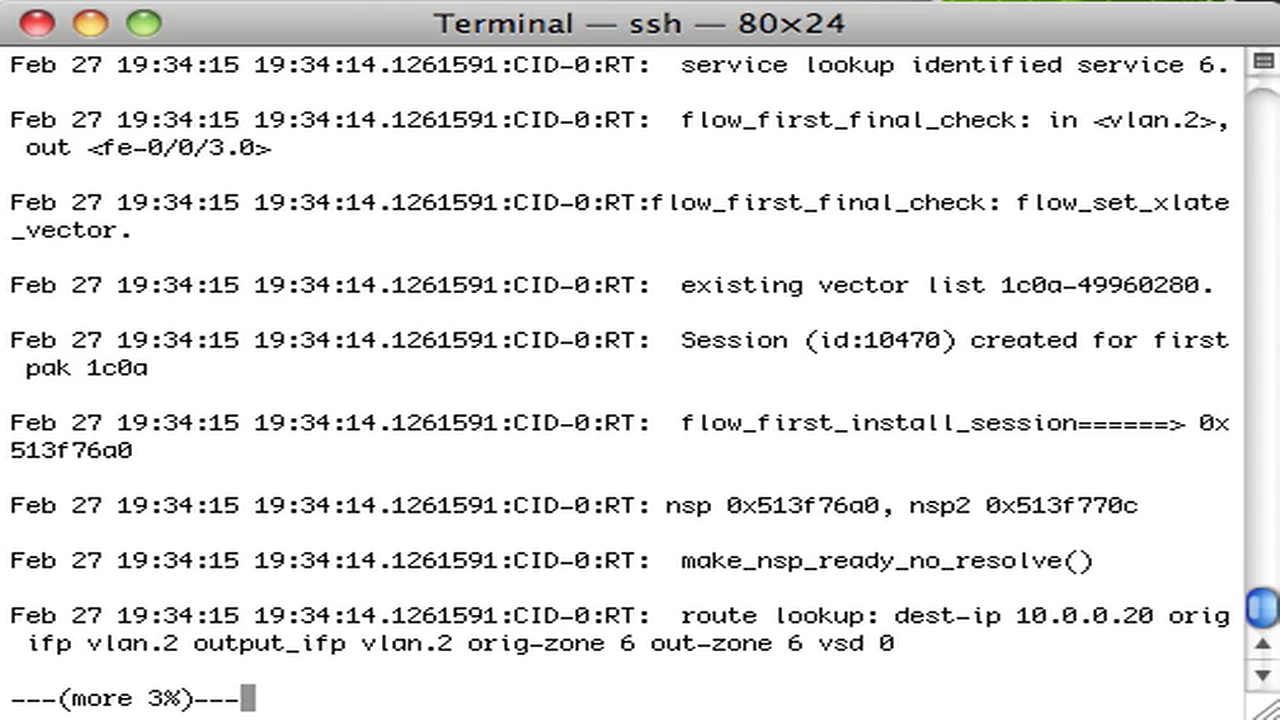 Terminal — ssh — 80×24
Feb 27 19:34:15 19:34:14.1261591:CID-0:RT:  service lookup identified service 6.
Feb 27 19:34:15 19:34:14.1261591:CID-0:RT:  flow_first_final_check: in <vlan.2>,
 out <fe-0/0/3.0>
Feb 27 19:34:15 19:34:14.1261591:CID-0:RT:flow_first_final_check: flow_set_xlate
_vector.
Feb 27 19:34:15 19:34:14.1261591:CID-0:RT:  existing vector list 1c0a-49960280.
Feb 27 19:34:15 19:34:14.1261591:CID-0:RT:  Session (id:10470) created for first
 pak 1c0a
Feb 27 19:34:15 19:34:14.1261591:CID-0:RT:  flow_first_install_session======> 0x
513f76a0
Feb 27 19:34:15 19:34:14.1261591:CID-0:RT: nsp 0x513f76a0, nsp2 0x513f770c
Feb 27 19:34:15 19:34:14.1261591:CID-0:RT:  make_nsp_ready_no_resolve()
Feb 27 19:34:15 19:34:14.1261591:CID-0:RT:  route lookup: dest-ip 10.0.0.20 orig
 ifp vlan.2 output_ifp vlan.2 orig-zone 6 out-zone 6 vsd 0
---(more 3%)---